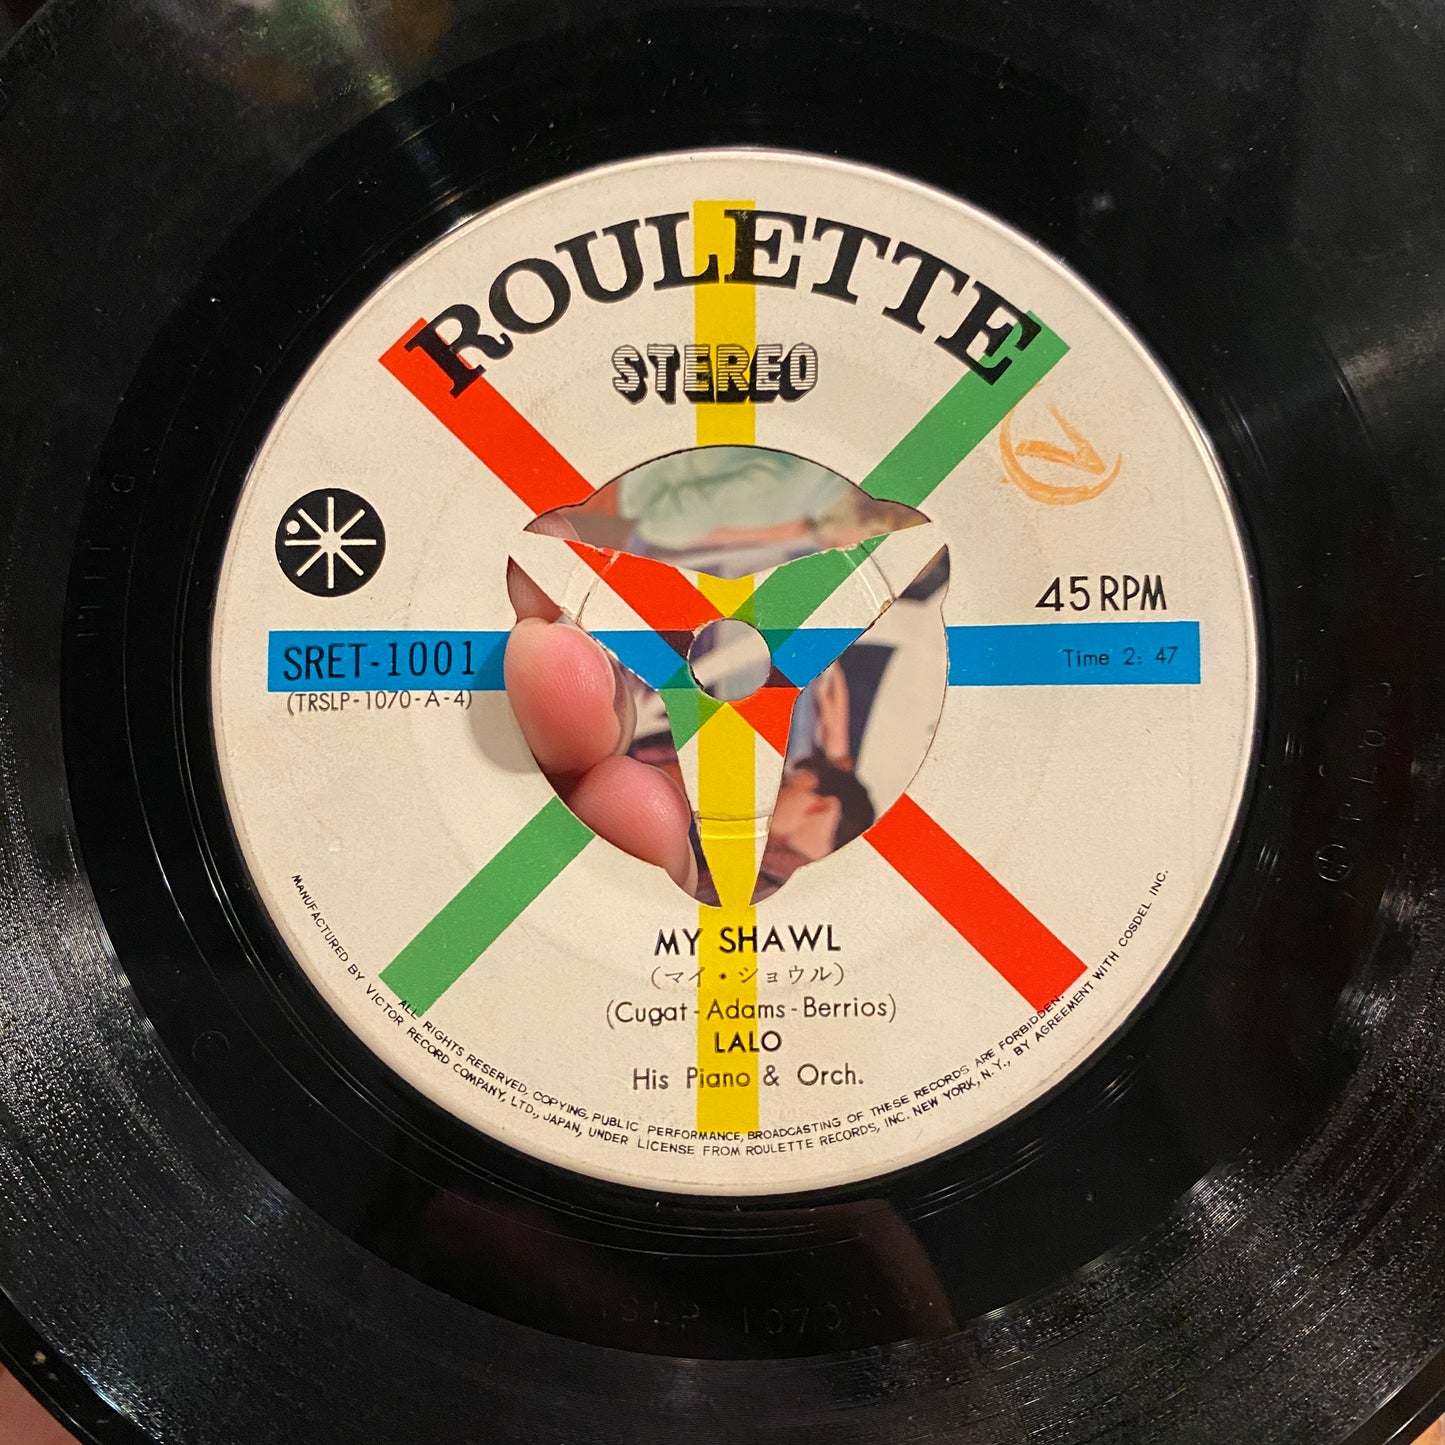 ROULETTE
STEREO
45 RPM
SRET-1001
Time 2: 47
(TRSLP-1070-A-4)
MY SHAWL
(マイ・ショウル)
(Cugat-Adams-Berrios)
LALO
His Piano & Orch.
ALL RIGHTS RESERVED, COPYING, PUBLIC PERFORMANCE, BROADCASTING OF THESE RECORDS ARE FORBIDDEN.
MANUFACTURED BY VICTOR RECORD COMPANY, LTD., JAPAN, UNDER LICENSE FROM ROULETTE RECORDS, INC. NEW YORK, N.Y., BY AGREEMENT WITH COSDEL INC.